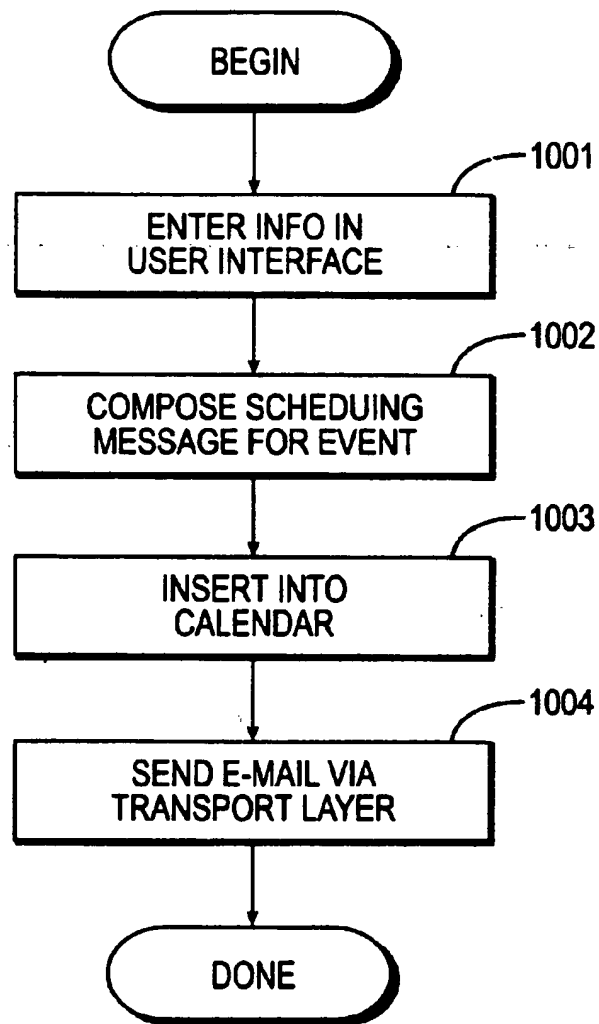 BEGIN
1001
ENTER INFO IN
USER INTERFACE
1002
COMPOSE SCHEDUING
MESSAGE FOR EVENT
1003
INSERT INTO
CALENDAR
1004
SEND E-MAIL VIA
TRANSPORT LAYER
DONE